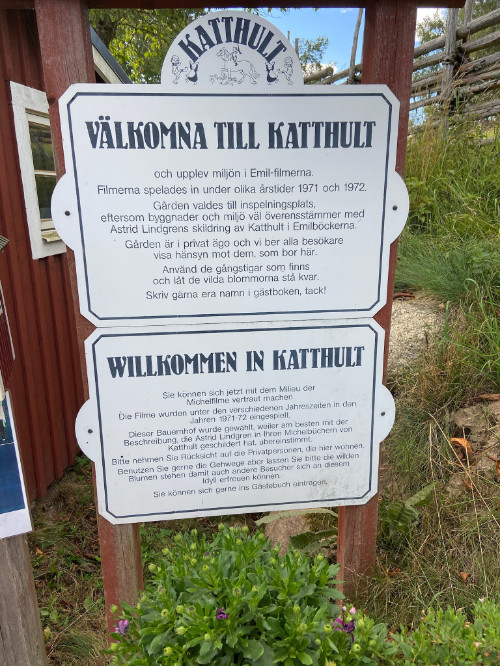 KATTHULT
VÄLKOMNA TILL KATTHULT
och upplev miljön i Emil-filmerna.
Filmerna spelades in under olika årstider 1971 och 1972.
Gården valdes till inspelningsplats,
eftersom byggnader och miljö väl överensstämmer med
Astrid Lindgrens skildring av Katthult i Emilböckerna.
Gården är i privat ägo och vi ber alla besökare
visa hänsyn mot dem, som bor här.
Använd de gångstigar som finns
och låt de vilda blommorna stå kvar.
Skriv gärna era namn i gästboken, tack!
WILLKOMMEN IN KATTHULT
Sie können sich jetzt mit dem Milieu der
Michelfilme vertraut machen
Die Filme wurden unter den verschiedenen Jahreszeiten in den
Jahren 1971-72 eingespielt.
Dieser Bauernhof wurde gewählt, weiler am besten mit der
Beschreibung, die Astrid Lindgren in Ihren Michelbüchern von
Katthult geschildert hat, übereinstimmt.
Bitte nehmen Sie Rücksicht auf die Privatpersonen, die hier wonnen.
Benutzen Sie gerne die Gehwege aber lassen Sie bitte die wilden
Blumen stehen damit auch andere Besucher sich an diesem
Idyll erfreuen können.
Sie können sich gerne ins Gästebuch eintragen.